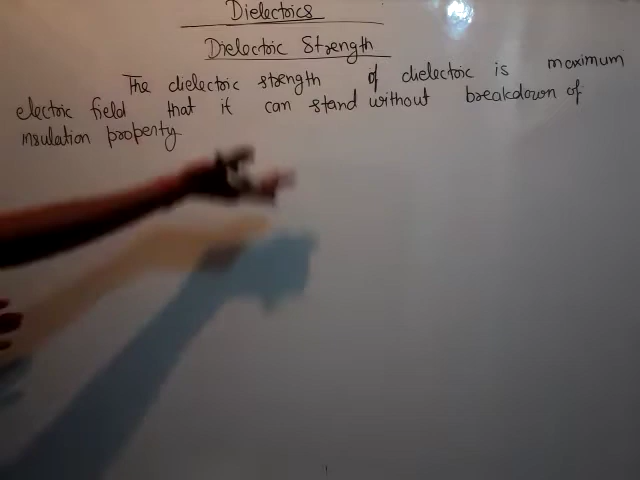 Dielectrics
Dielectric Strength
The dielectric strength of dielectric is maximum
electric field that it can stand without breakdown of
insulation property